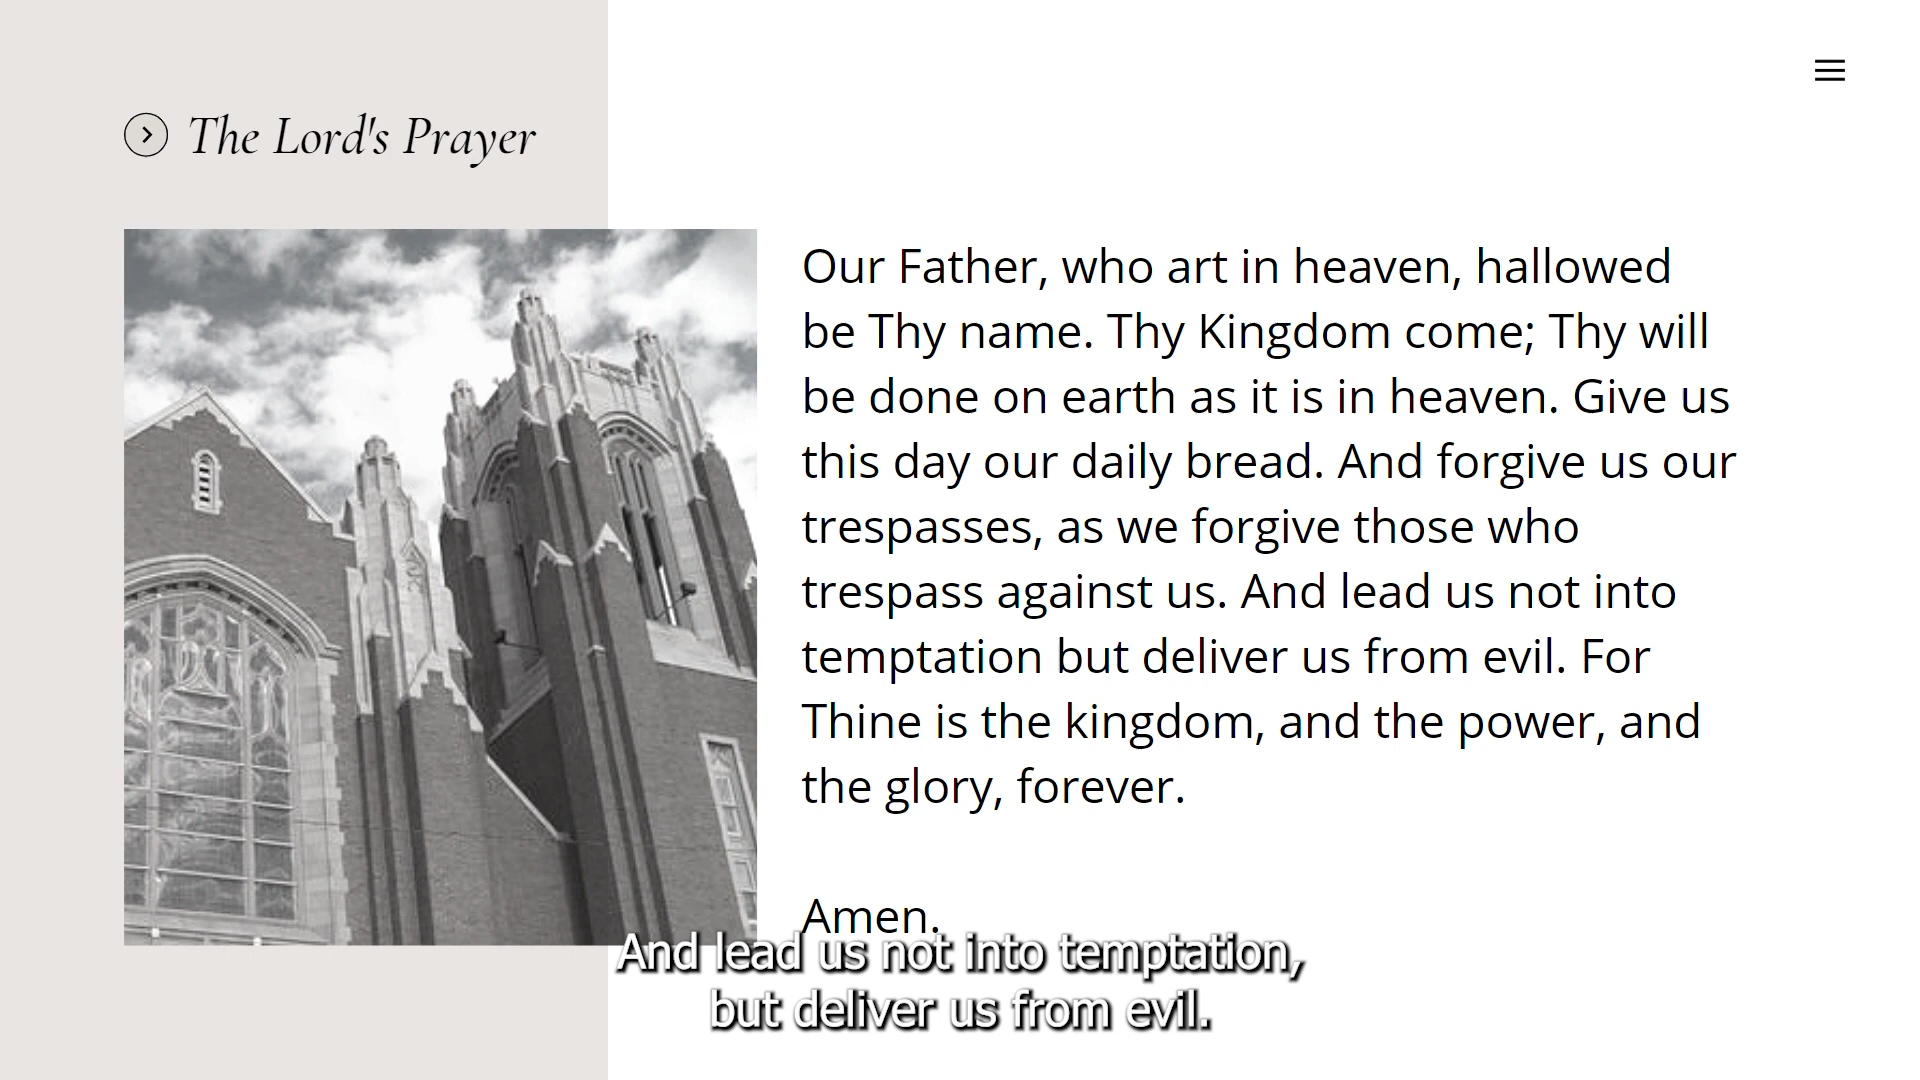 The Lord's Prayer
Our Father, who art in heaven, hallowed
be Thy name. Thy Kingdom come; Thy will
be done on earth as it is in heaven. Give us
this day our daily bread. And forgive us our
trespasses, as we forgive those who
trespass against us. And lead us not into
temptation but deliver us from evil. For
Thine is the kingdom, and the power, and
the glory, forever.
Amen.
And lead us not into temptation,
but deliver us from evil.